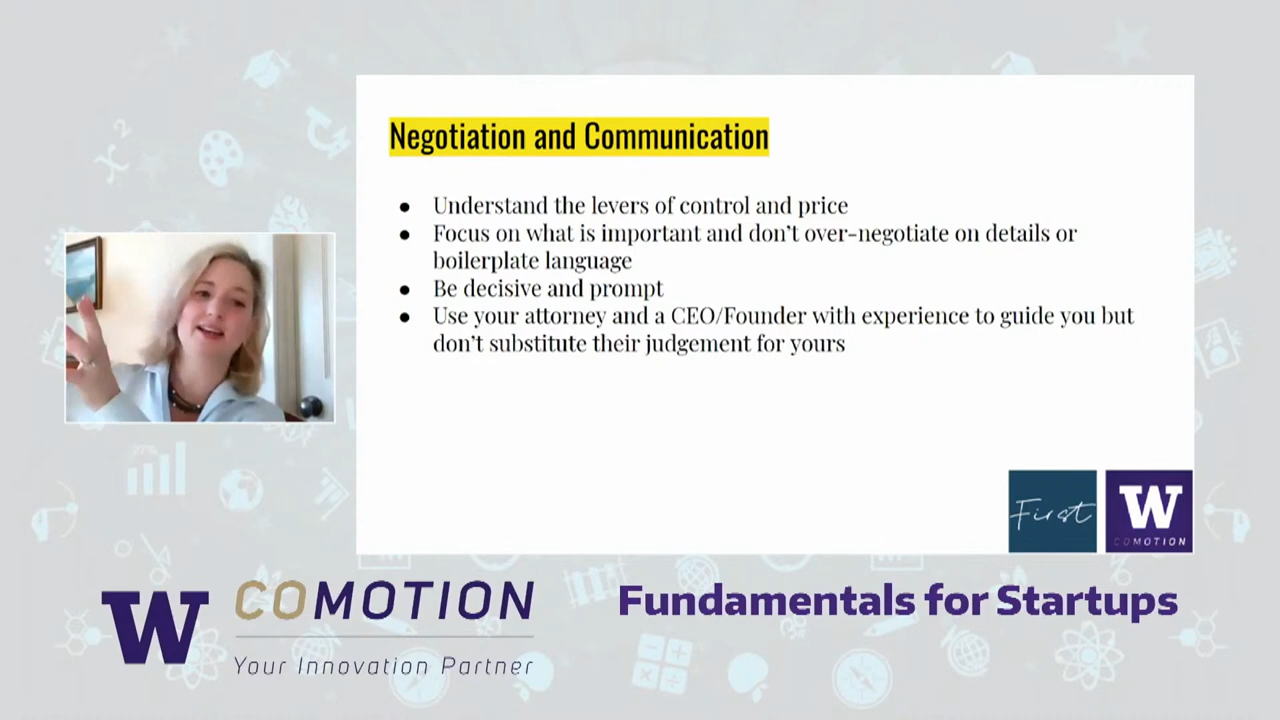 Negotiation and Communication
● Understand the levers of control and price
● Focus on what is important and don’t over-negotiate on details or
boilerplate language
● Be decisive and prompt
● Use your attorney and a CEO/Founder with experience to guide you but
don’t substitute their judgement for yours
First
W
COMOTION
W
COMOTION
Your Innovation Partner
Fundamentals for Startups